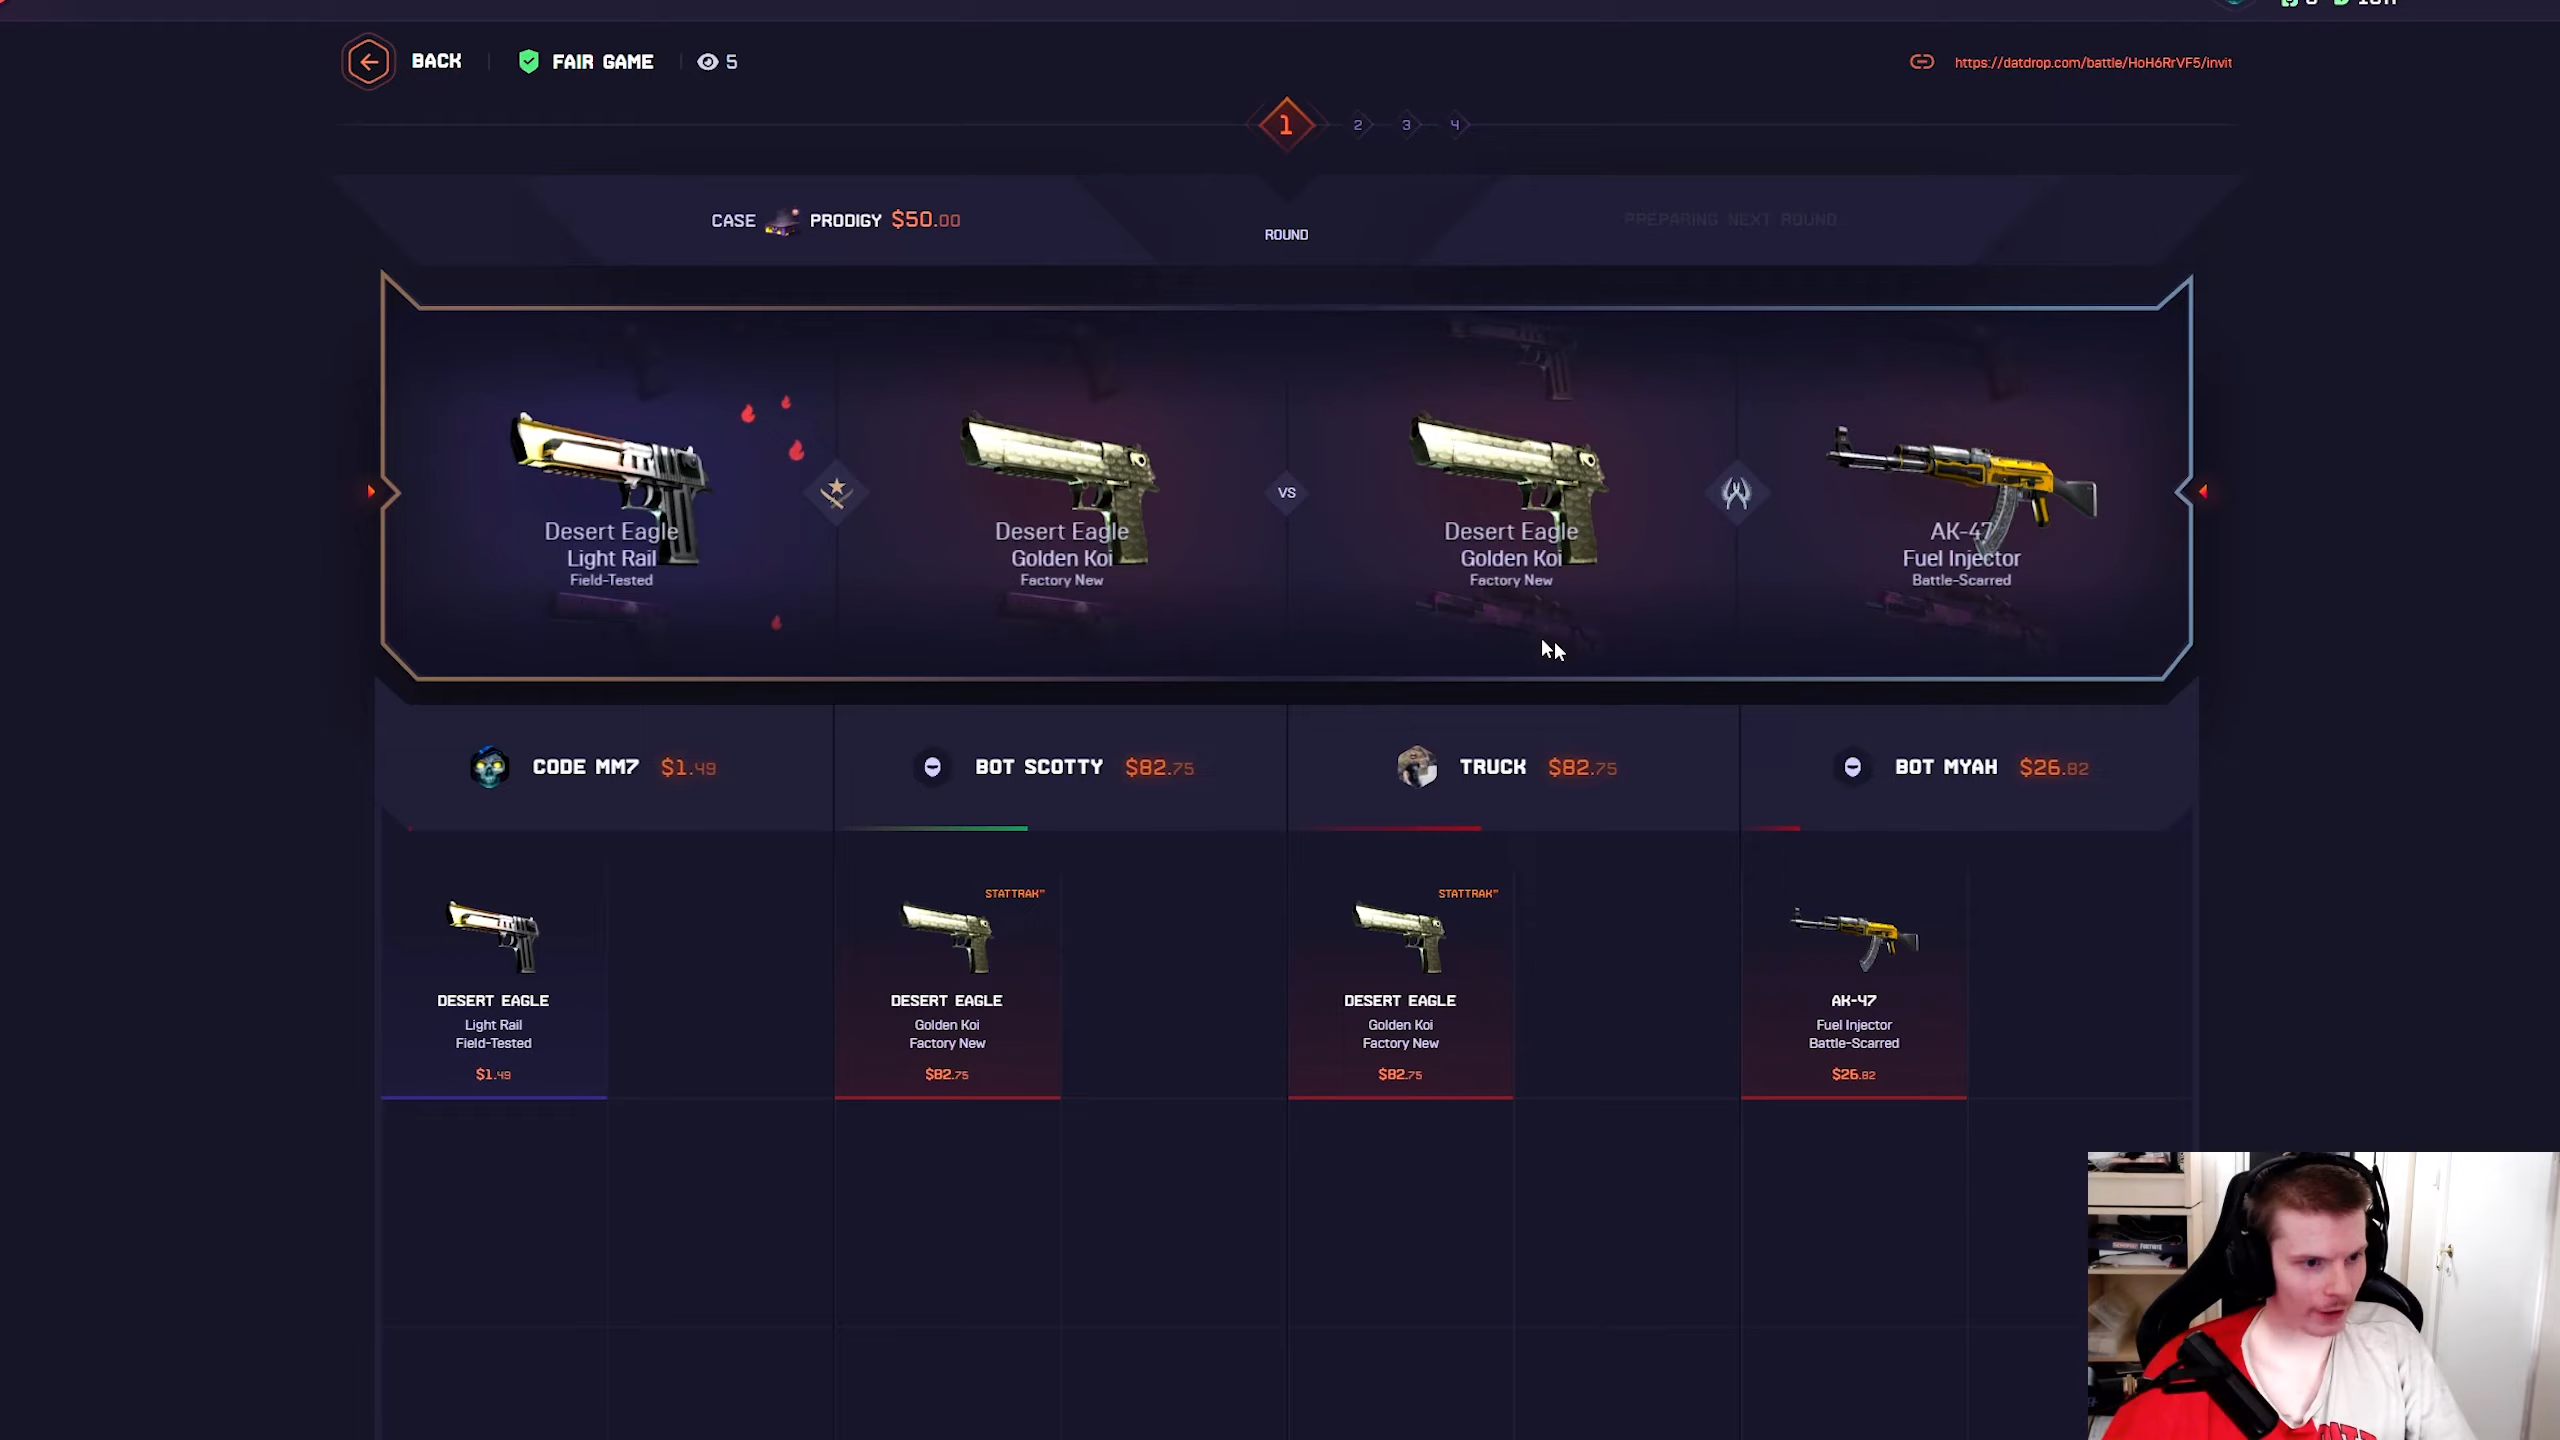 BACK
FAIR GAME
5
https://datdrop.com/battle/HoH6RrVF5/invit
1
2
3
4
CASE PRODIGY $50.00
ROUND
PREPARING NEXT ROUND...
Desert Eagle
Light Rail
Field-Tested
Desert Eagle
Golden Koi
Factory New
VS
Desert Eagle
Golden Koi
Factory New
AK-47
Fuel Injector
Battle-Scarred
CODE MM7 $1.49
BOT SCOTTY $82.75
TRUCK $82.75
BOT MYAH $26.82
DESERT EAGLE
Light Rail
Field-Tested
$1.49
STATTRAK™
DESERT EAGLE
Golden Koi
Factory New
$82.75
STATTRAK™
DESERT EAGLE
Golden Koi
Factory New
$82.75
AK-47
Fuel Injector
Battle-Scarred
$26.82